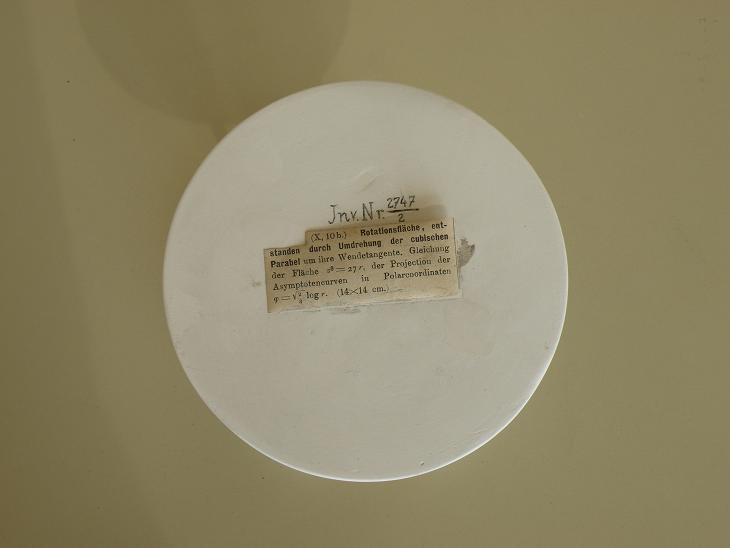 Jnv. Nr. 2747/2
(X, 10 b.) Rotationsfläche, ent-
standen durch Umdrehung der cubischen
Parabel um ihre Wendetangente. Gleichung
der Fläche z³ = 27 r, der Projection der
Asymptotencurven in Polarcoordinaten
φ = √⅔ log r. (14×14 cm.)